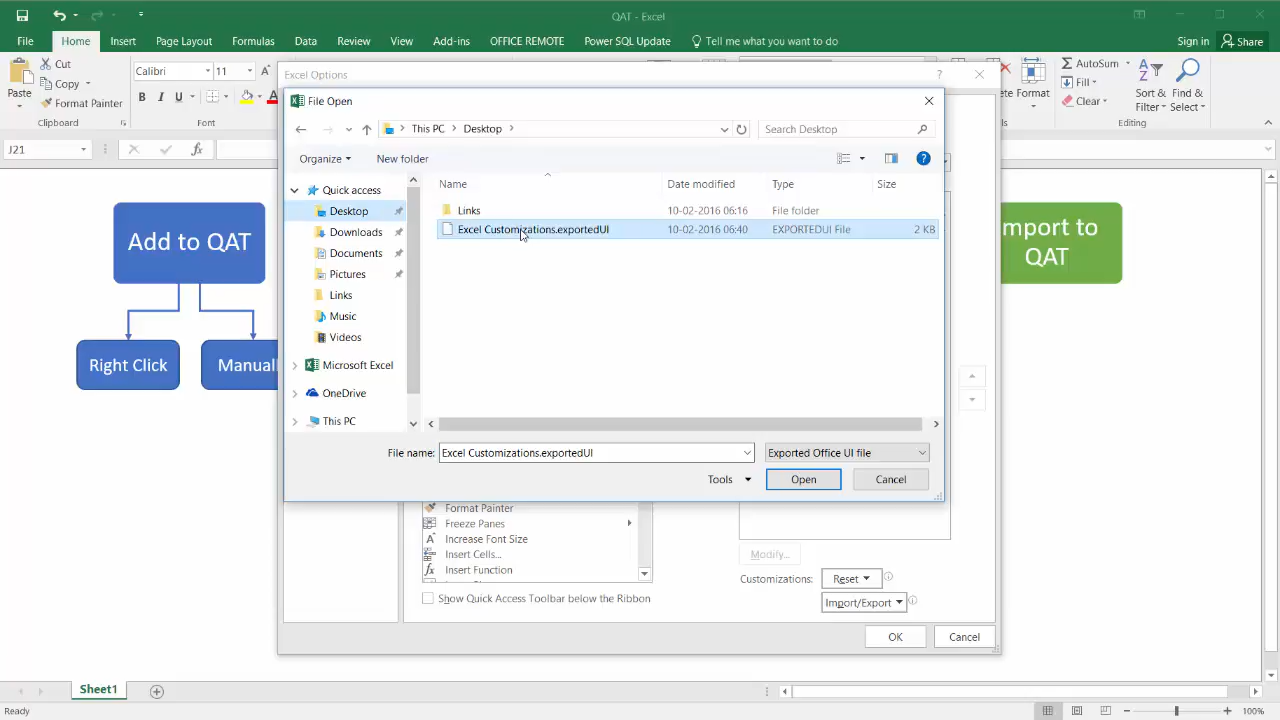 QAT - Excel
File Home Insert Page Layout Formulas Data Review View Add-ins OFFICE REMOTE Power SQL Update Tell me what you want to do Sign in Share
Paste
Cut
Copy
Format Painter
Clipboard
Calibri 11 A
B I U A
Font
Excel Options ?
Format
AutoSum
Fill
Clear
Sort & Filter
Find & Select
Editing
J21 fx
File Open
This PC Desktop
Search Desktop
Organize New folder ?
Quick access
Desktop
Downloads
Documents
Pictures
Links
Music
Videos
Microsoft Excel
OneDrive
This PC
Name Date modified Type Size
Links 10-02-2016 06:16 File folder
Excel Customizations.exportedUI 10-02-2016 06:40 EXPORTEDUI File 2 KB
File name: Excel Customizations.exportedUI Exported Office UI file
Tools Open Cancel
Add to QAT
Right Click
Manuall
mport to
QAT
Format Painter
Freeze Panes
Increase Font Size
Insert Cells...
fx Insert Function
Modify...
Customizations: Reset
Import/Export
Show Quick Access Toolbar below the Ribbon
OK Cancel
Sheet1
Ready 100%